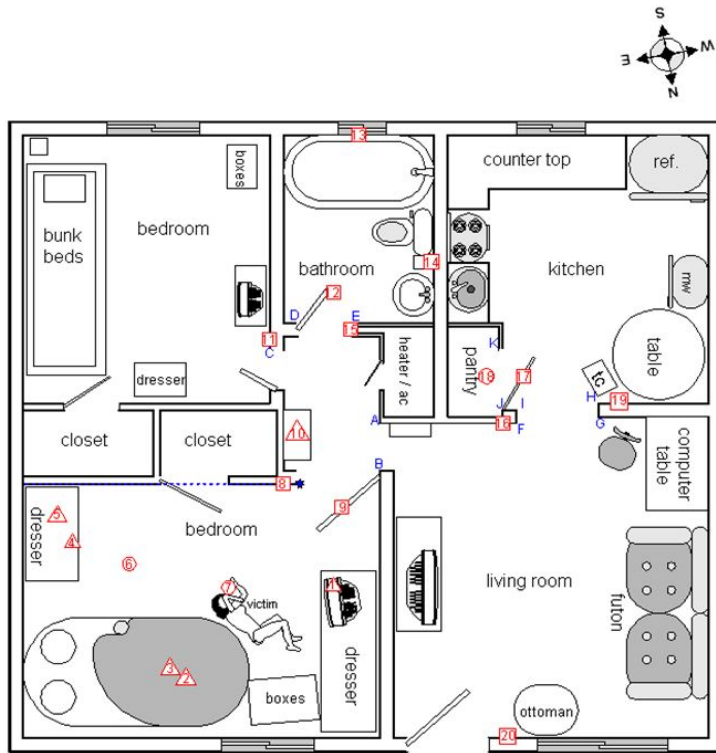 S
W
E
N
13
boxes
bunk
beds
bedroom
bathroom
counter top
ref.
kitchen
mw
14
12
D
E
15
11
C
heater / ac
pantry
K
18
17
table
tc
H
19
dresser
J
I
16
F
G
A
closet
closet
10
B
8
9
computer
table
dresser
5
4
bedroom
6
7
victim
1
living room
futon
3
2
boxes
dresser
ottoman
20